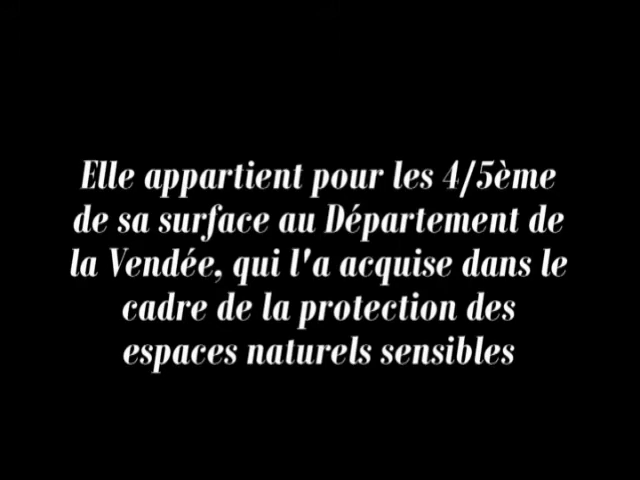 Elle appartient pour les 4/5ème
de sa surface au Département de
la Vendée, qui l'a acquise dans le
cadre de la protection des
espaces naturels sensibles